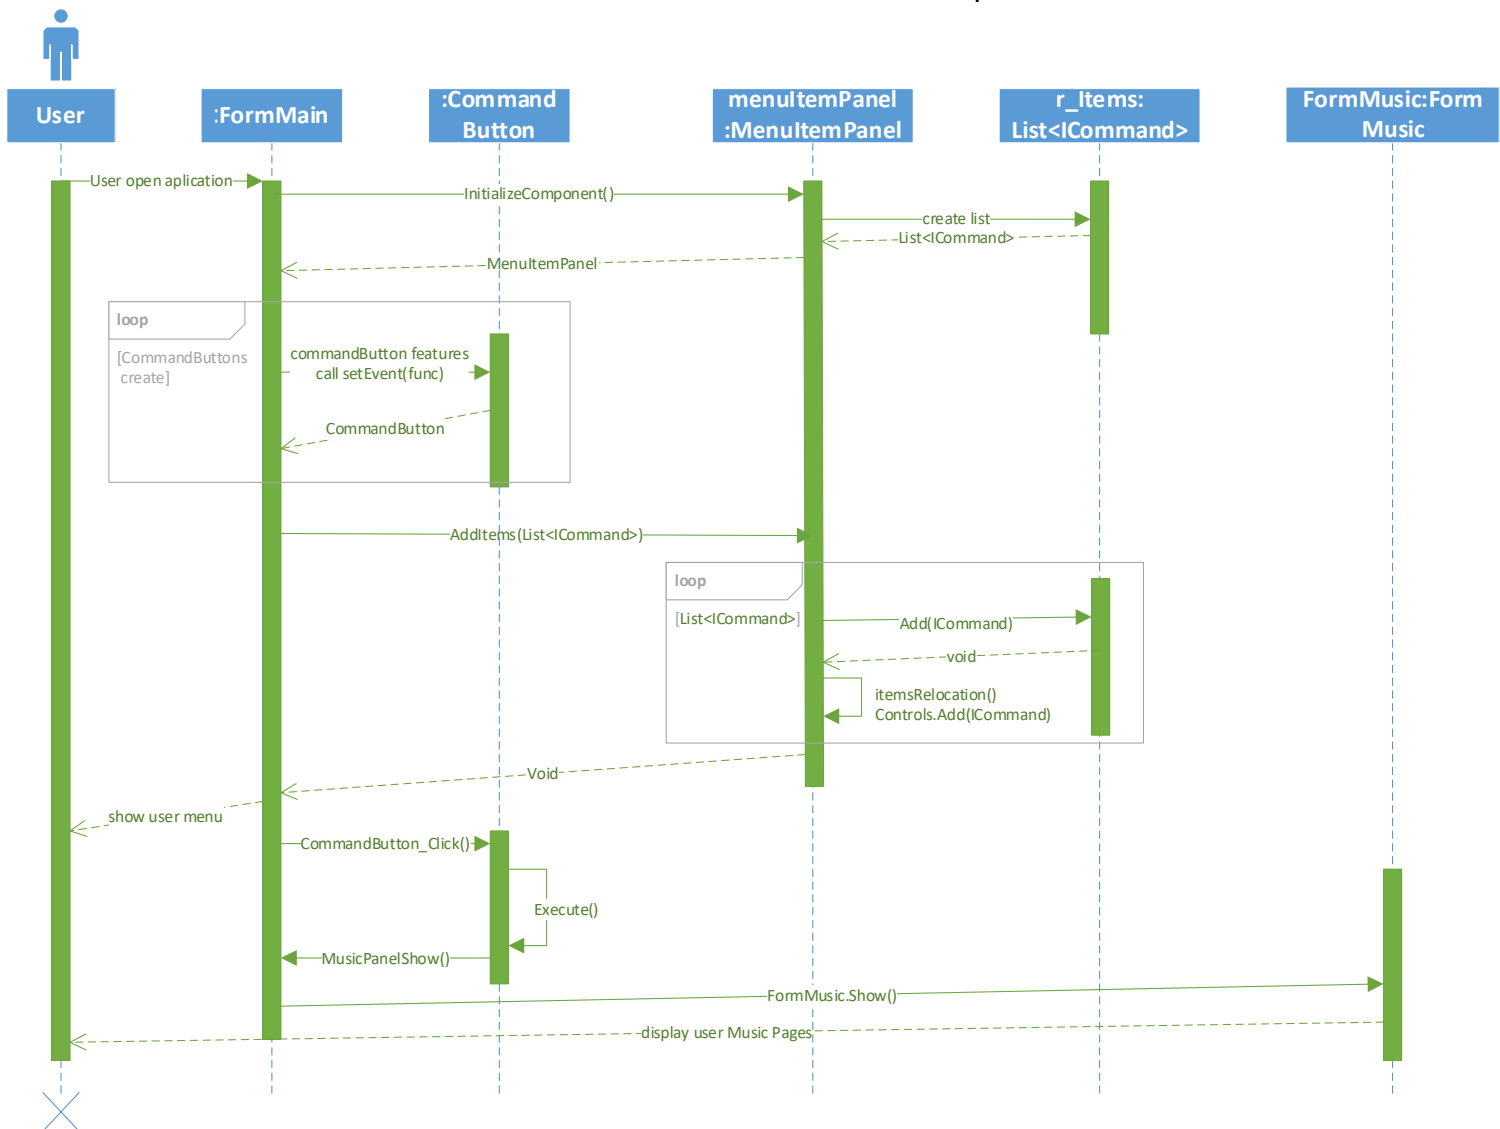 User
:FormMain
:Command
Button
menuItemPanel
:MenuItemPanel
r_Items:
List<ICommand>
FormMusic:Form
Music
User open aplication
InitializeComponent()
create list
List<ICommand>
MenuItemPanel
loop
[CommandButtons
create]
commandButton features
call setEvent(func)
CommandButton
AddItems(List<ICommand>)
loop
[List<ICommand>]
Add(ICommand)
void
itemsRelocation()
Controls.Add(ICommand)
Void
show user menu
CommandButton_Click()
Execute()
MusicPanelShow()
FormMusic.Show()
display user Music Pages